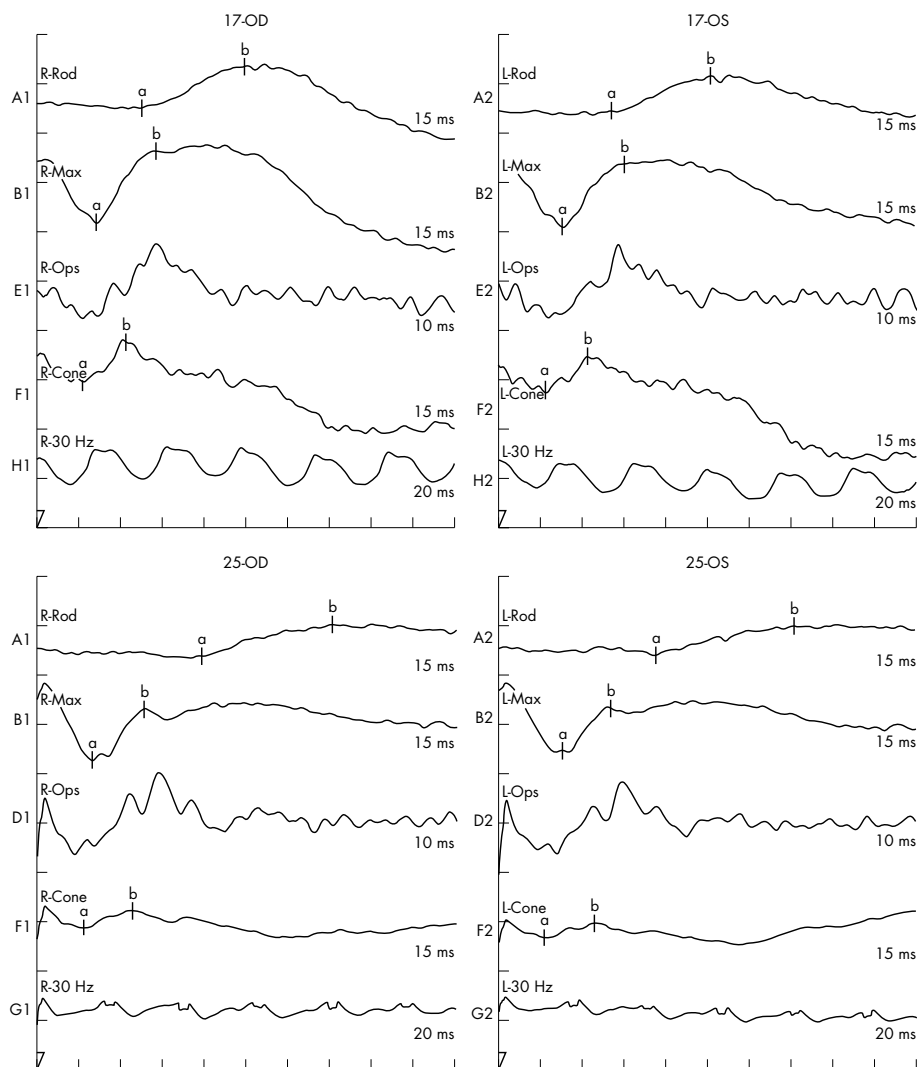 17-OD
R-Rod
A1
a
b
15 ms
R-Max
B1
a
b
15 ms
R-Ops
E1
10 ms
R-Cone
F1
a
b
15 ms
R-30 Hz
H1
20 ms
17-OS
L-Rod
A2
a
b
15 ms
L-Max
B2
a
b
15 ms
L-Ops
E2
10 ms
L-Cone
F2
a
b
15 ms
L-30 Hz
H2
20 ms
25-OD
R-Rod
A1
a
b
15 ms
R-Max
B1
a
b
15 ms
R-Ops
D1
10 ms
R-Cone
F1
a
b
15 ms
R-30 Hz
G1
20 ms
25-OS
L-Rod
A2
a
b
15 ms
L-Max
B2
a
b
15 ms
L-Ops
D2
10 ms
L-Cone
F2
a
b
15 ms
L-30 Hz
G2
20 ms